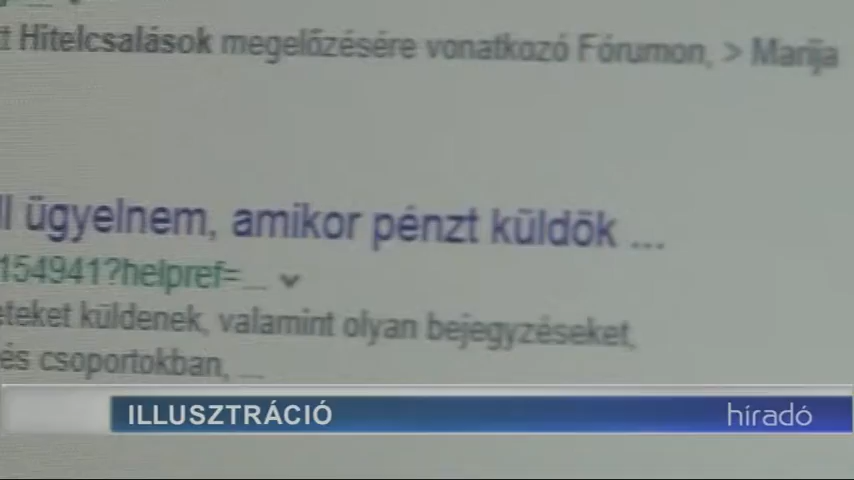 Hitelcsalások megelőzésére vonatkozó Fórumon, > Marija
ügyelnem, amikor pénzt küldök ...
154941?helpref=...
küldenek, valamint olyan bejegyzéseket,
és csoportokban, ...
ILLUSZTRÁCIÓ
híradó